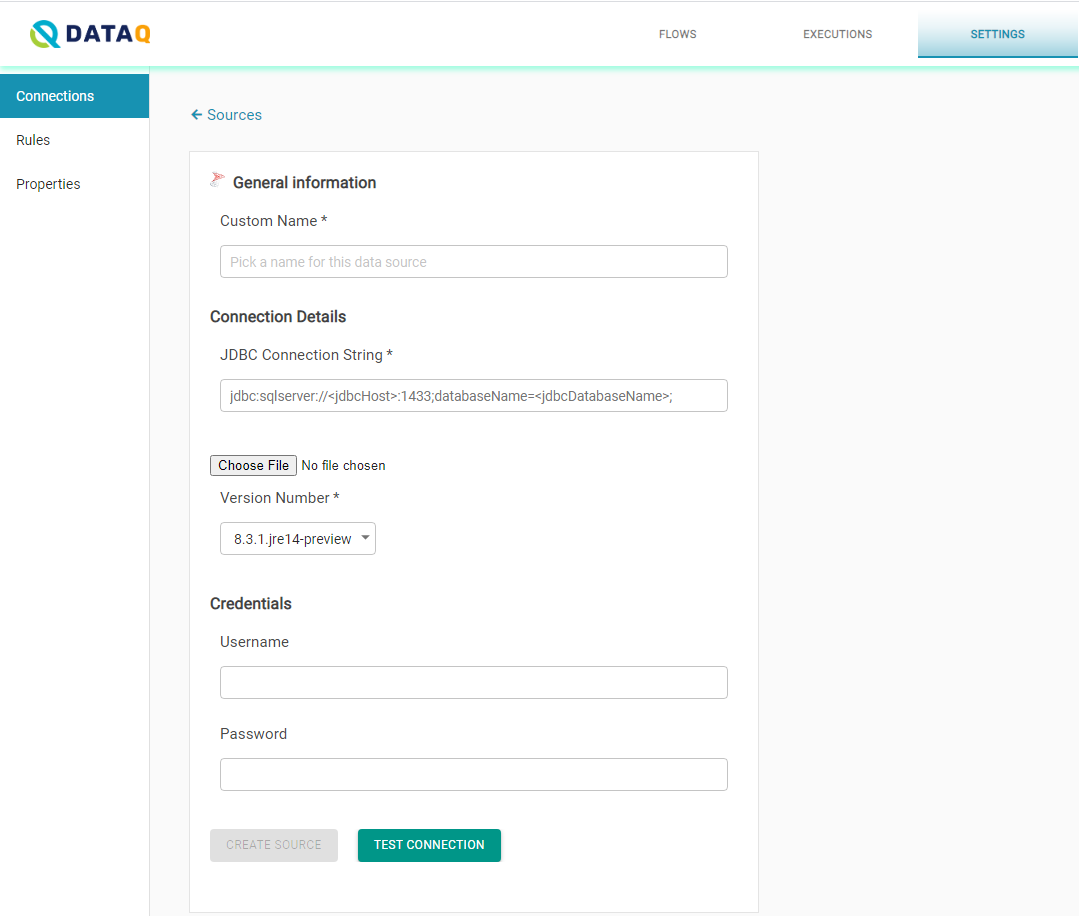 DATAQ
FLOWS
EXECUTIONS
SETTINGS
Connections
Rules
Properties
← Sources
General information
Custom Name *
Pick a name for this data source
Connection Details
JDBC Connection String *
jdbc:sqlserver://<jdbcHost>:1433;databaseName=<jdbcDatabaseName>;
Choose File No file chosen
Version Number *
8.3.1.jre14-preview
Credentials
Username
Password
CREATE SOURCE
TEST CONNECTION